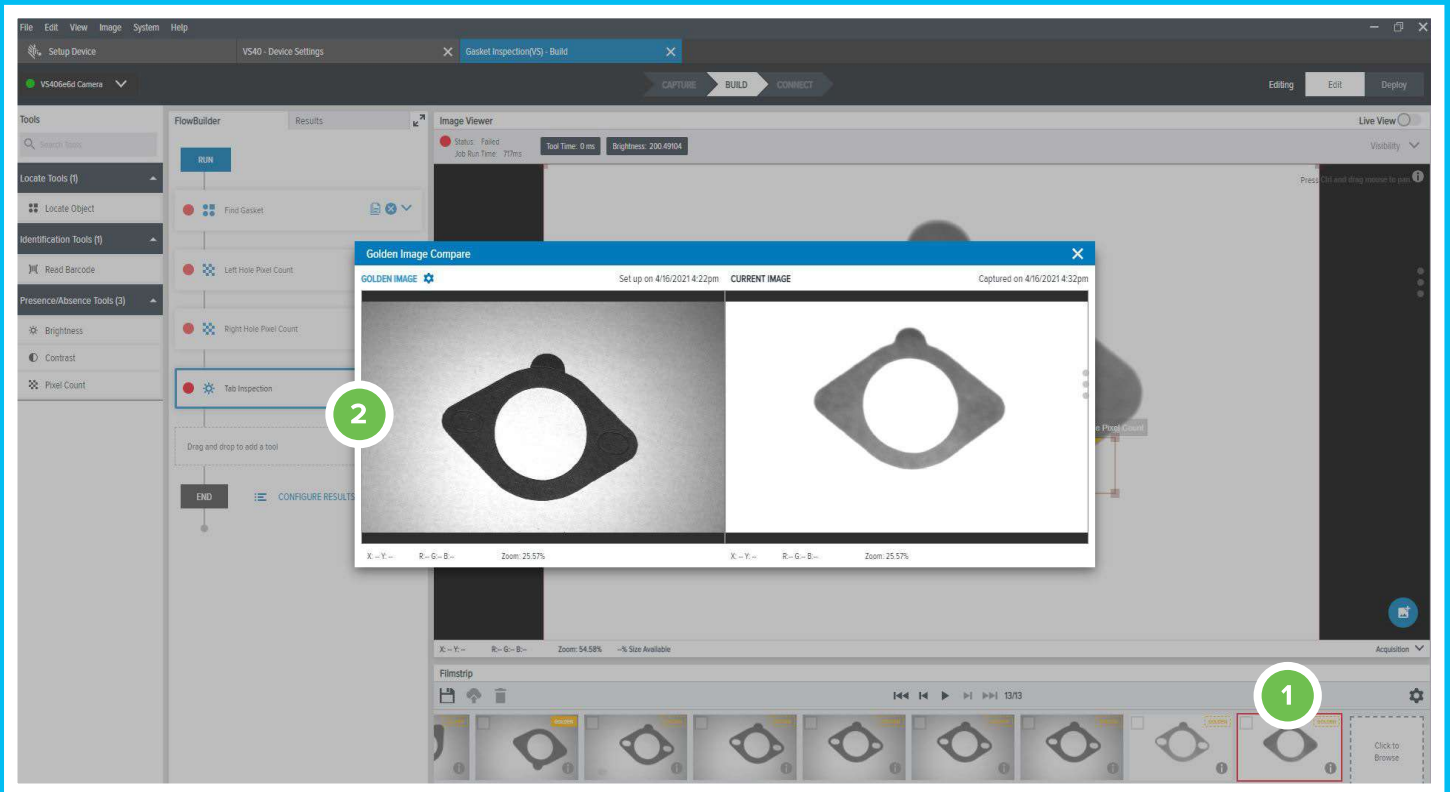 File Edit View Image System Help
Setup Device
VS40 - Device Settings
Gasket Inspection(VS) - Build
VS406e6d Camera
CAPTURE
BUILD
CONNECT
Editing
Edit
Deploy
Tools
Search Tools
Locate Tools (1)
Locate Object
Identification Tools (1)
Read Barcode
Presence/Absence Tools (3)
Brightness
Contrast
Pixel Count
FlowBuilder
Results
RUN
Find Gasket
Left Hole Pixel Count
Right Hole Pixel Count
Tab Inspection
Drag and drop to add a tool
END
CONFIGURE RESULTS
Image Viewer
Live View
Status: Failed
Job Run Time: 717ms
Tool Time: 0 ms
Brightness: 200.49104
Visibility
Press Ctrl and drag mouse to pan
Golden Image Compare
GOLDEN IMAGE
Set up on 4/16/2021 4:22pm
CURRENT IMAGE
Captured on 4/16/2021 4:32pm
X: -- Y: -- R:-- G:-- B:-- Zoom: 25.57%
X: -- Y: -- R:-- G:-- B:-- Zoom: 25.57%
2
e Pixel Count
X: -- Y: -- R:-- G:-- B:-- Zoom: 54.58% --% Size Available
Acquisition
Filmstrip
13/13
1
GOLDEN
GOLDEN
GOLDEN
Click to
Browse